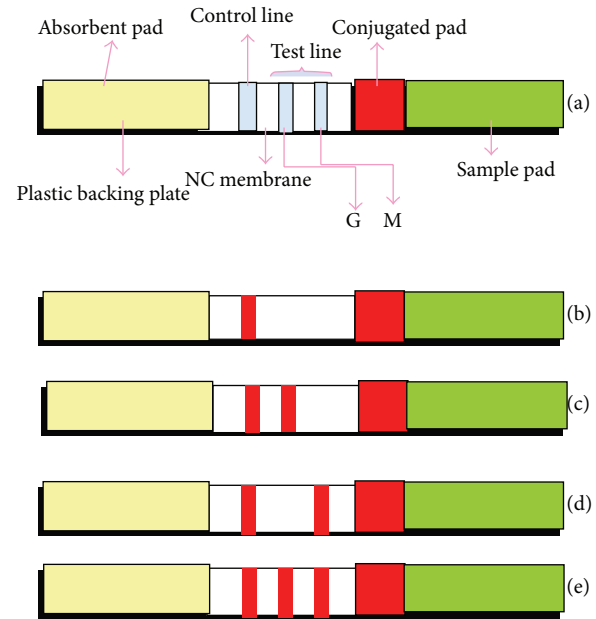 Control line
Absorbent pad
Conjugated pad
Test line
(a)
NC membrane
Sample pad
Plastic backing plate
G M
(b)
(c)
(d)
(e)